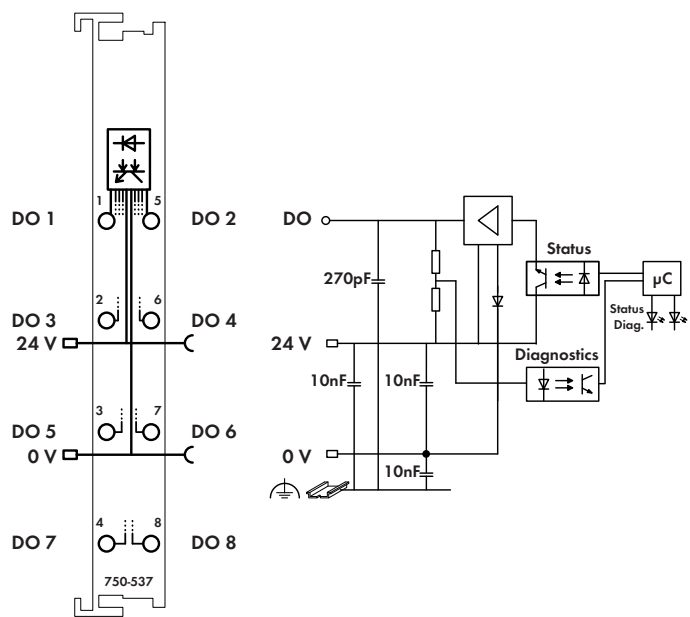 1 5
DO 1 DO 2
2 6
DO 3 DO 4
24 V
3 7
DO 5 DO 6
0 V
4 8
DO 7 DO 8
750-537
DO
Status
270pF
µC
Status
Diag.
24 V
Diagnostics
10nF 10nF
0 V
10nF